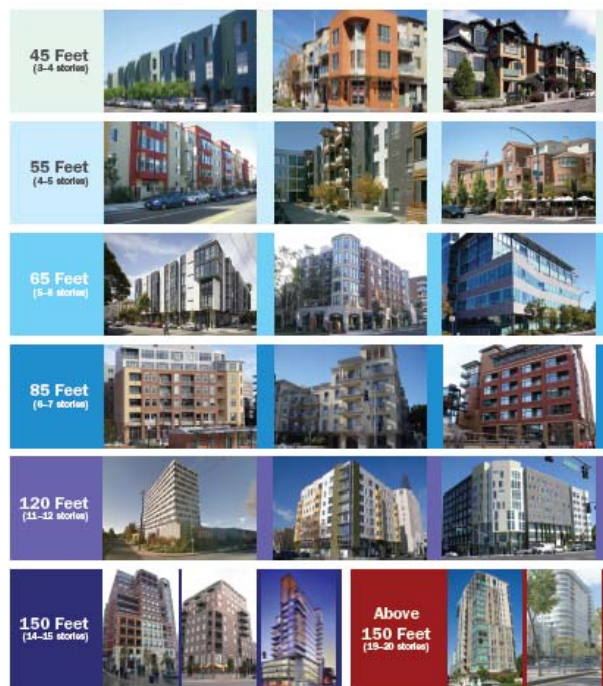 45 Feet
(3–4 stories)
55 Feet
(4–5 stories)
65 Feet
(5–6 stories)
85 Feet
(6–7 stories)
120 Feet
(11–12 stories)
150 Feet
(14–15 stories)
Above
150 Feet
(19–20 stories)